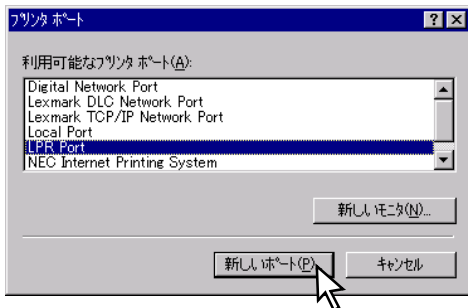 プリンタ ポート
利用可能なプリンタ ポート(A):
Digital Network Port
Lexmark DLC Network Port
Lexmark TCP/IP Network Port
Local Port
LPR Port
NEC Internet Printing System
新しいモニタ(N)...
新しいポート(P)
キャンセル